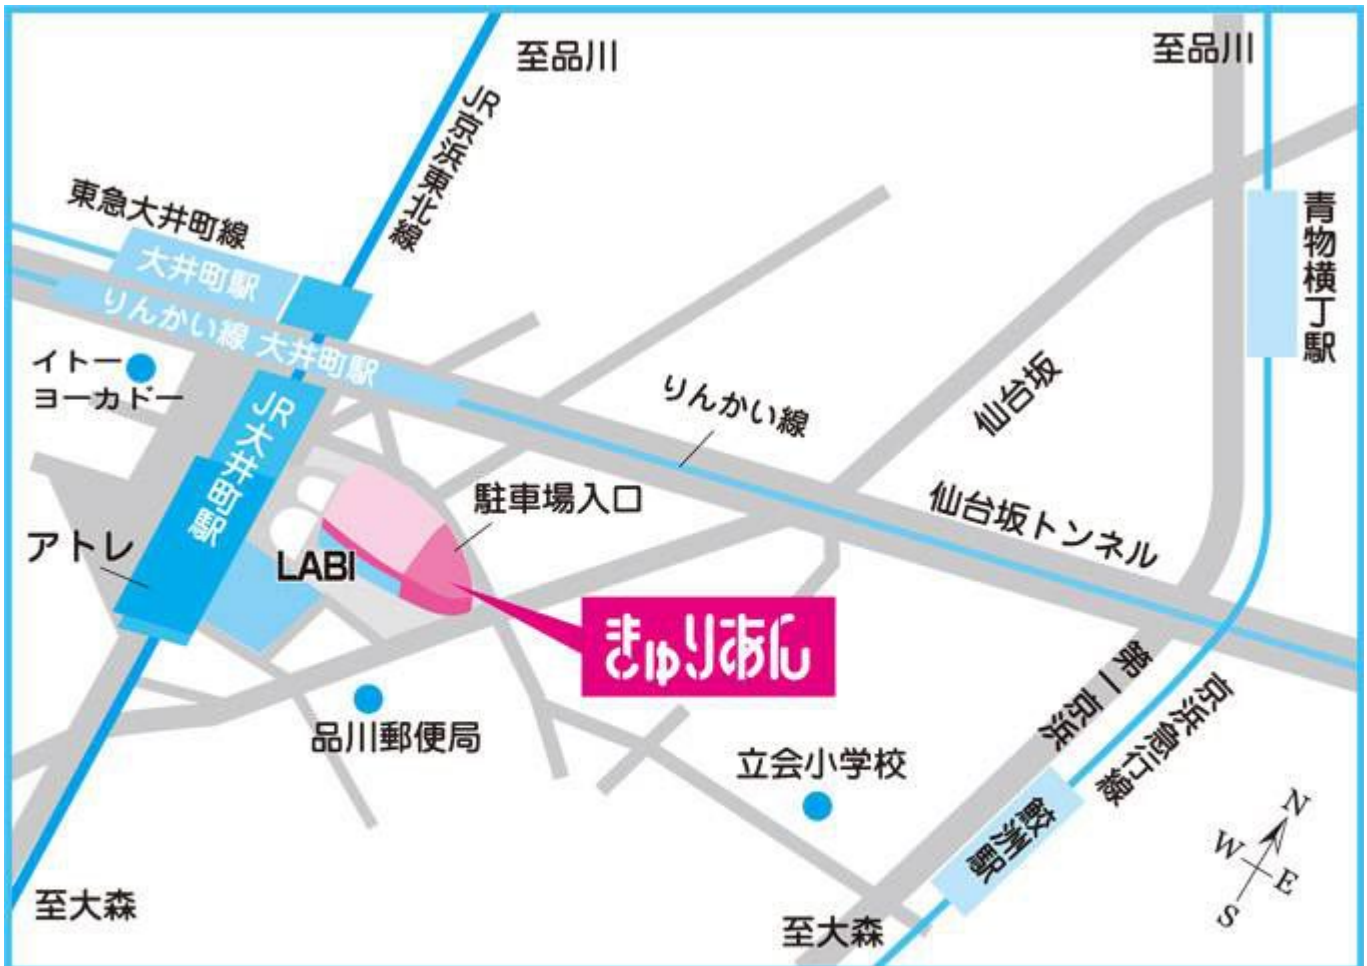 至品川
至品川
JR京浜東北線
東急大井町線
大井町駅
りんかい線 大井町駅
青物横丁駅
イトー
ヨーカドー
JR大井町駅
りんかい線
仙台坂
駐車場入口
仙台坂トンネル
アトレ
LABI
きゅりあん
第一京浜
京浜急行線
品川郵便局
立会小学校
鮫洲駅
N
W
E
S
至大森
至大森